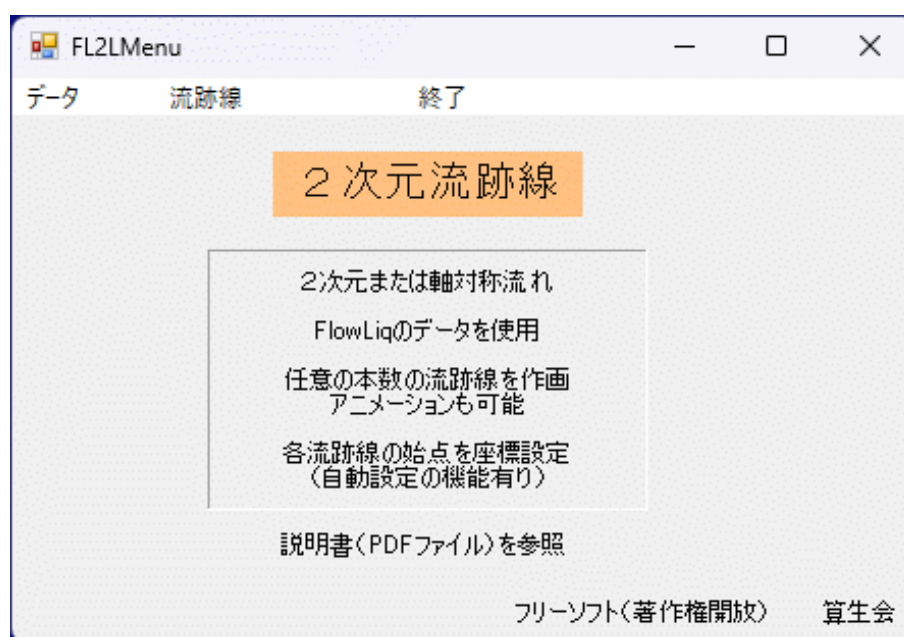 FL2LMenu
データ 流跡線 終了
２次元流跡線
２次元または軸対称流れ
FlowLiqのデータを使用
任意の本数の流跡線を作画
アニメーションも可能
各流跡線の始点を座標設定
（自動設定の機能有り）
説明書（PDFファイル）を参照
フリーソフト（著作権開放） 算生会